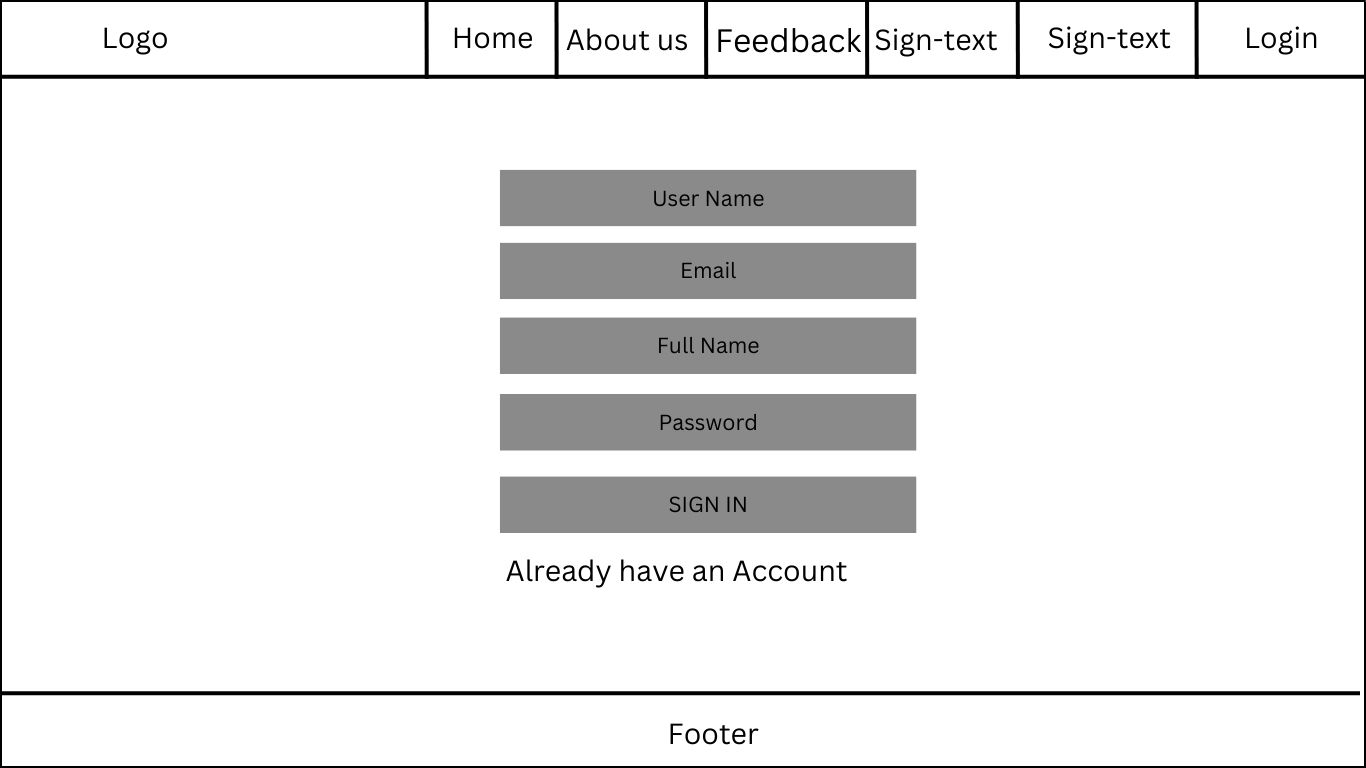 Logo
Home
About us
Feedback
Sign-text
Sign-text
Login
User Name
Email
Full Name
Password
SIGN IN
Already have an Account
Footer